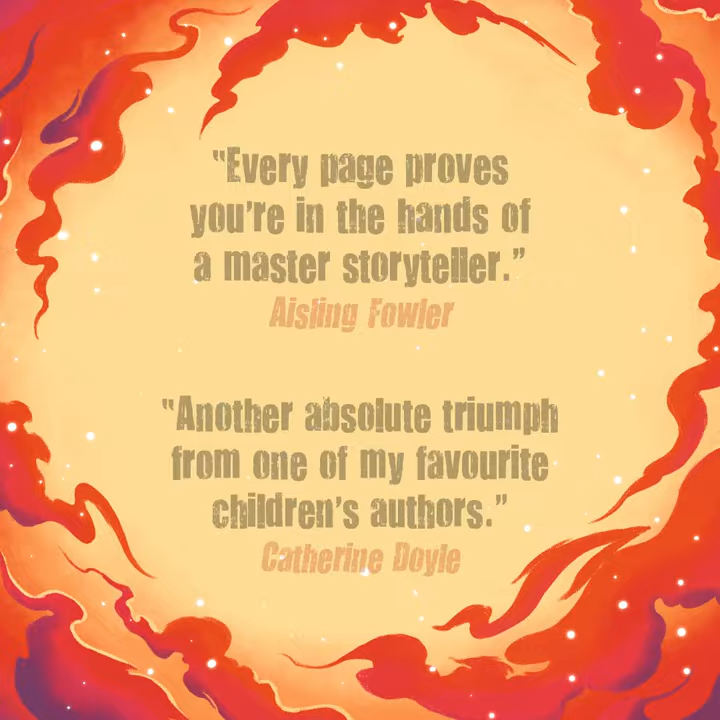 “Every page proves
you’re in the hands of
a master storyteller.”
Aisling Fowler
“Another absolute triumph
from one of my favourite
children’s authors.”
Catherine Doyle